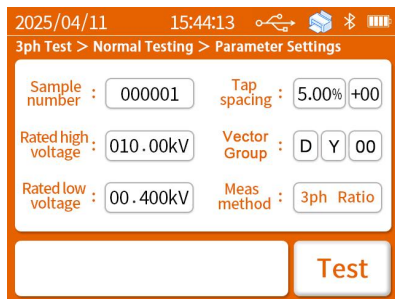 2025/04/11 15:44:13
3ph Test > Normal Testing > Parameter Settings
Sample number : 000001 Tap spacing : 5.00% +00
Rated high voltage : 010.00kV Vector Group : D Y 00
Rated low voltage : 00.400kV Meas method : 3ph Ratio
Test